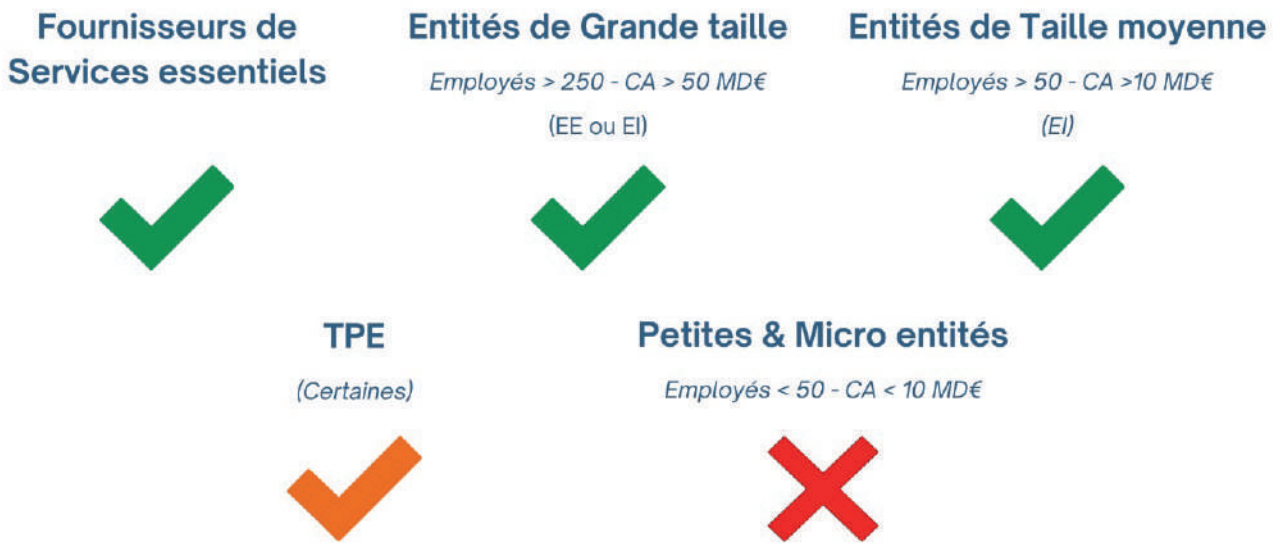 Fournisseurs de
Services essentiels
Entités de Grande taille
Employés > 250 - CA > 50 MD€
(EE ou EI)
Entités de Taille moyenne
Employés > 50 - CA >10 MD€
(EI)
TPE
(Certaines)
Petites & Micro entités
Employés < 50 - CA < 10 MD€